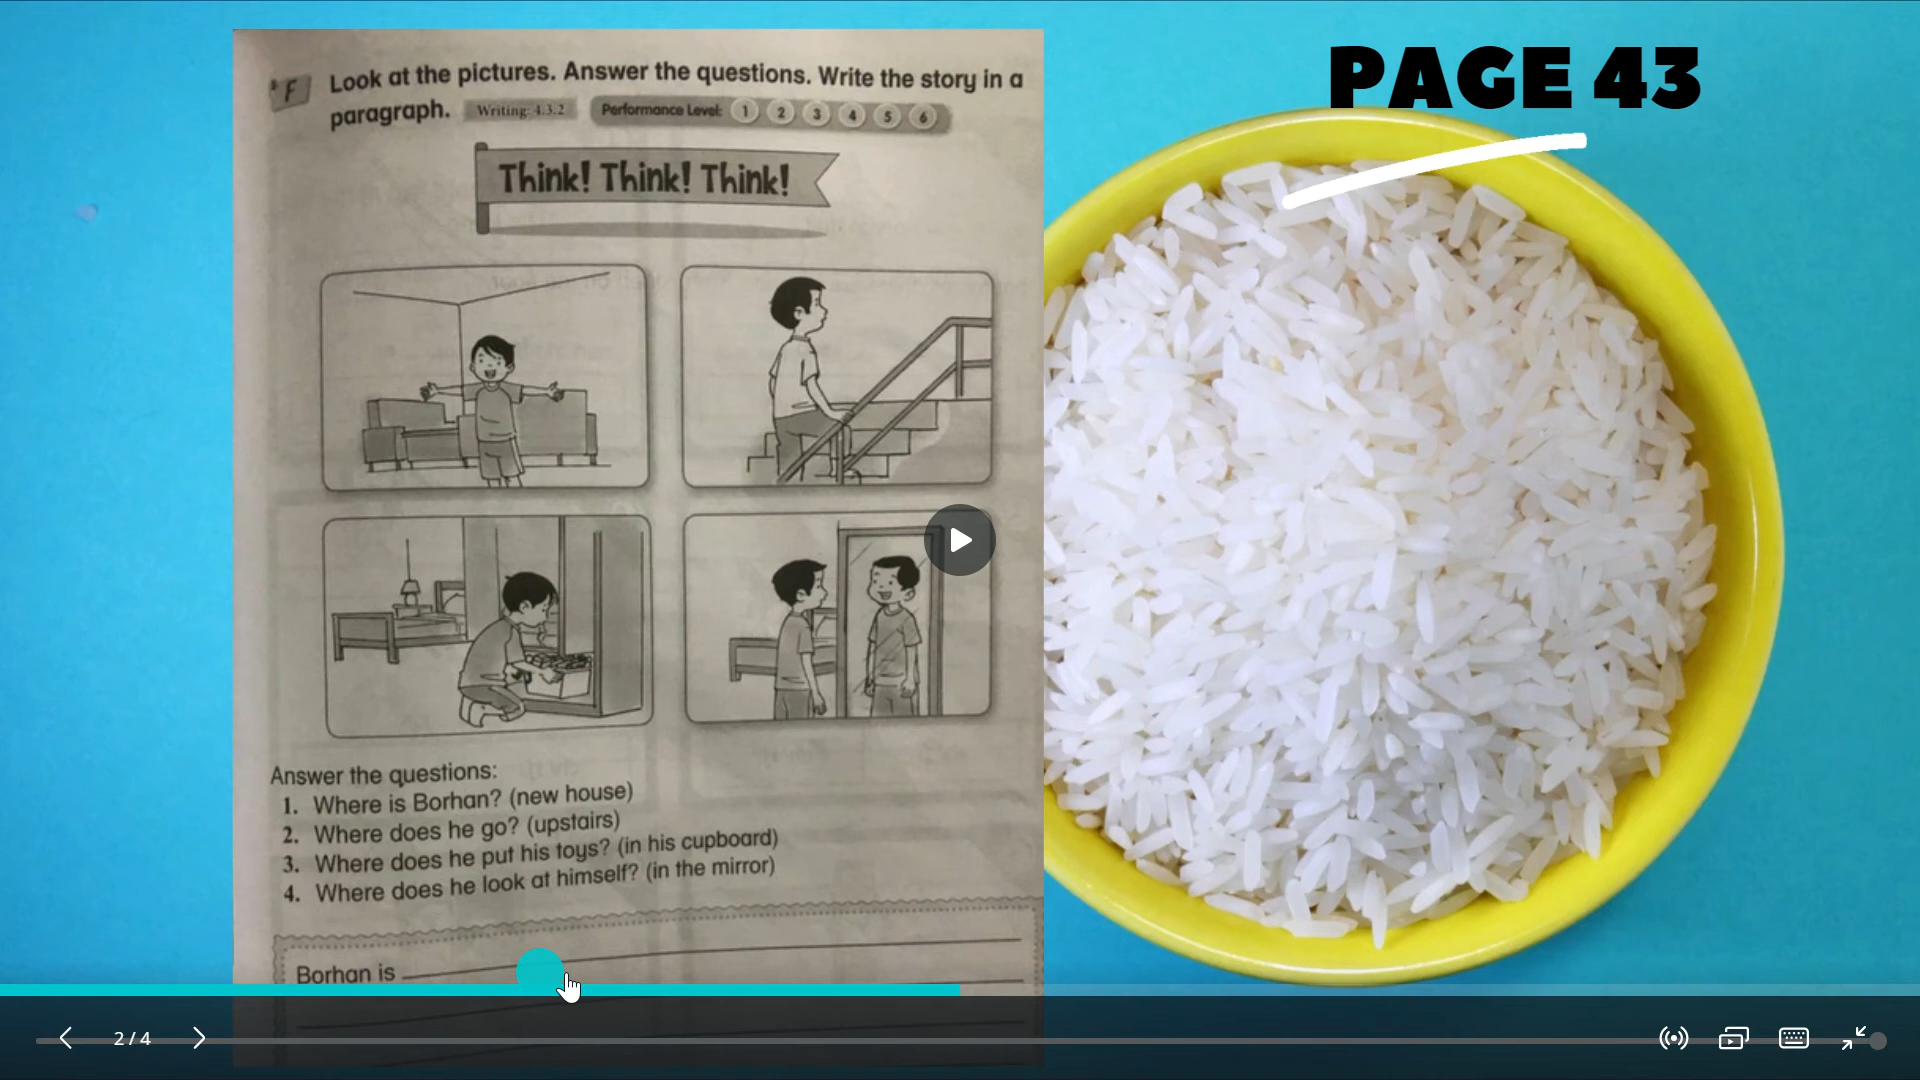 PAGE 43
F Look at the pictures. Answer the questions. Write the story in a
paragraph. Writing: 4.3.2 Performance Level: 1 2 3 4 5 6
Think! Think! Think!
Answer the questions:
1. Where is Borhan? (new house)
2. Where does he go? (upstairs)
3. Where does he put his toys? (in his cupboard)
4. Where does he look at himself? (in the mirror)
Borhan is
2 / 4